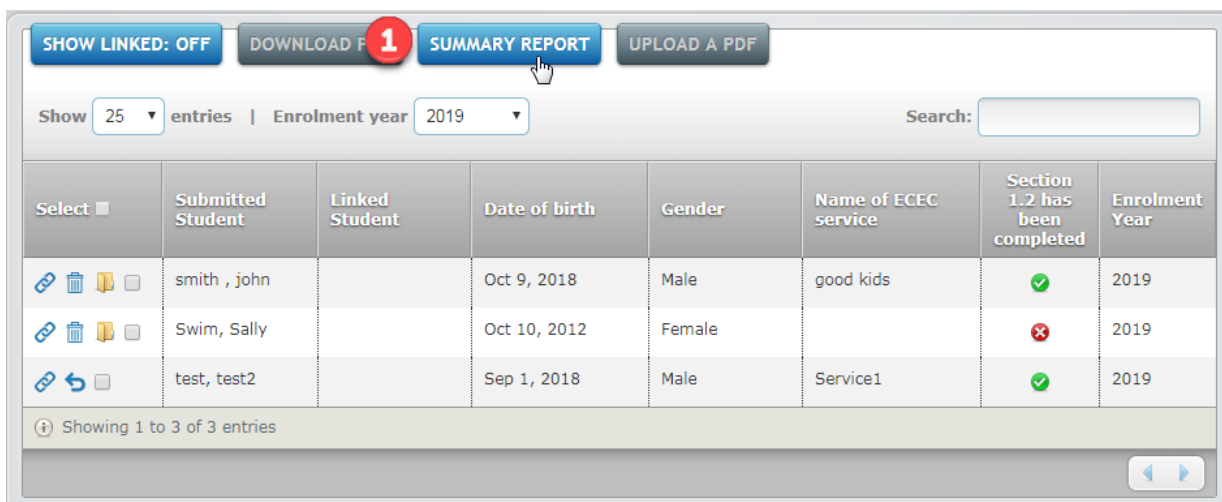 SHOW LINKED: OFF DOWNLOAD 1 SUMMARY REPORT UPLOAD A PDF
Show 25 entries | Enrolment year 2019 Search:
Select Submitted Student Linked Student Date of birth Gender Name of ECEC service Section 1.2 has been completed Enrolment Year
smith , john Oct 9, 2018 Male good kids 2019
Swim, Sally Oct 10, 2012 Female 2019
test, test2 Sep 1, 2018 Male Service1 2019
Showing 1 to 3 of 3 entries